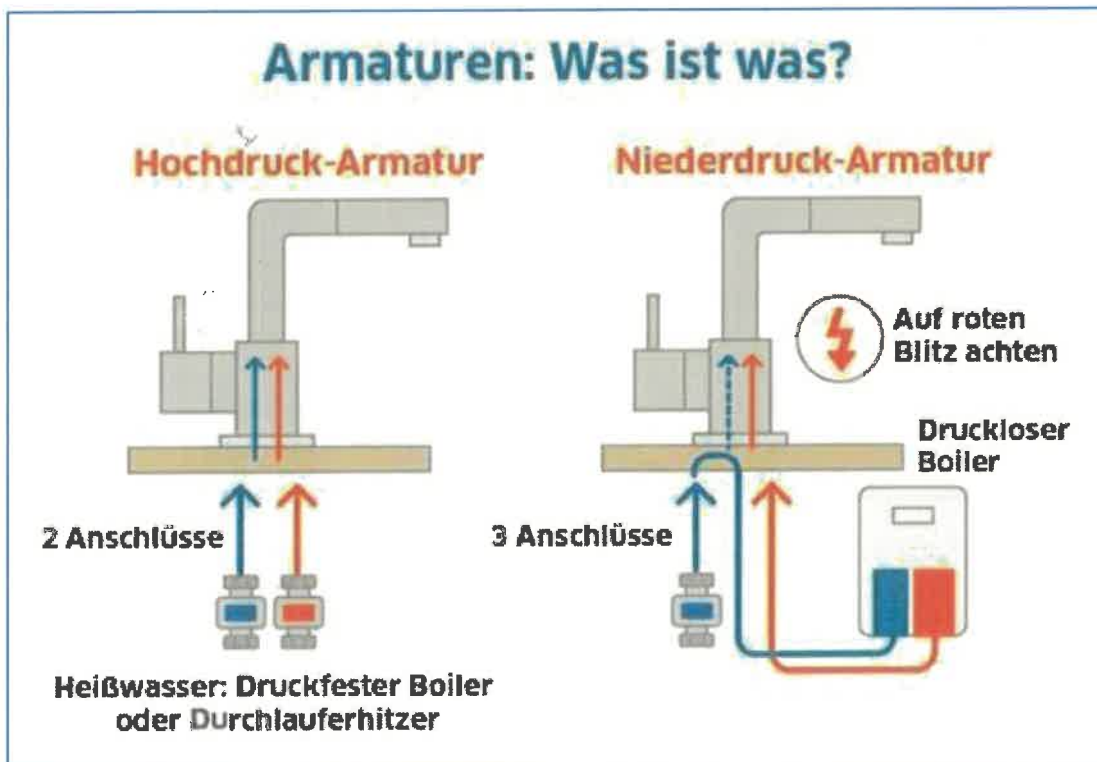 Armaturen: Was ist was?
Hochdruck-Armatur
2 Anschlüsse
Heißwasser: Druckfester Boiler
oder Durchlauferhitzer
Niederdruck-Armatur
Auf roten
Blitz achten
Druckloser
Boiler
3 Anschlüsse